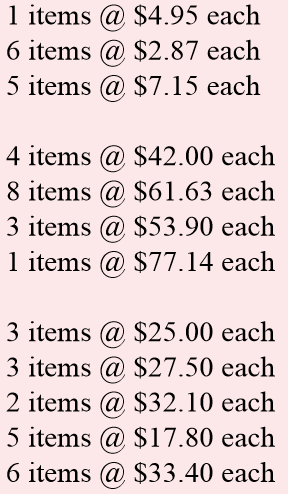 1 items @ $4.95 each
6 items @ $2.87 each
5 items @ $7.15 each
4 items @ $42.00 each
8 items @ $61.63 each
3 items @ $53.90 each
1 items @ $77.14 each
3 items @ $25.00 each
3 items @ $27.50 each
2 items @ $32.10 each
5 items @ $17.80 each
6 items @ $33.40 each